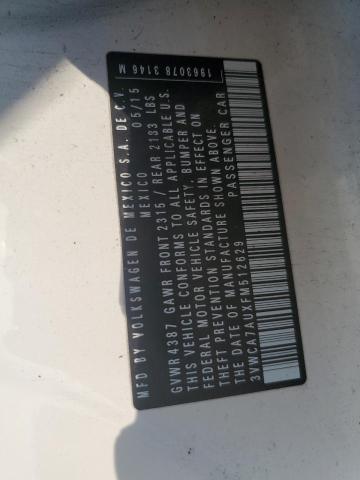 MFD BY VOLKSWAGEN DE MEXICO S.A. DE C.V.
MEXICO 05/15
GVWR 4387 GAWR FRONT 2315 / REAR 2133 LBS
THIS VEHICLE CONFORMS TO ALL APPLICABLE U.S.
FEDERAL MOTOR VEHICLE SAFETY, BUMPER AND
THEFT PREVENTION STANDARDS IN EFFECT ON
THE DATE OF MANUFACTURE SHOWN ABOVE.
3VWCA7AUXFM512629 PASSENGER CAR
1963078 3146 M